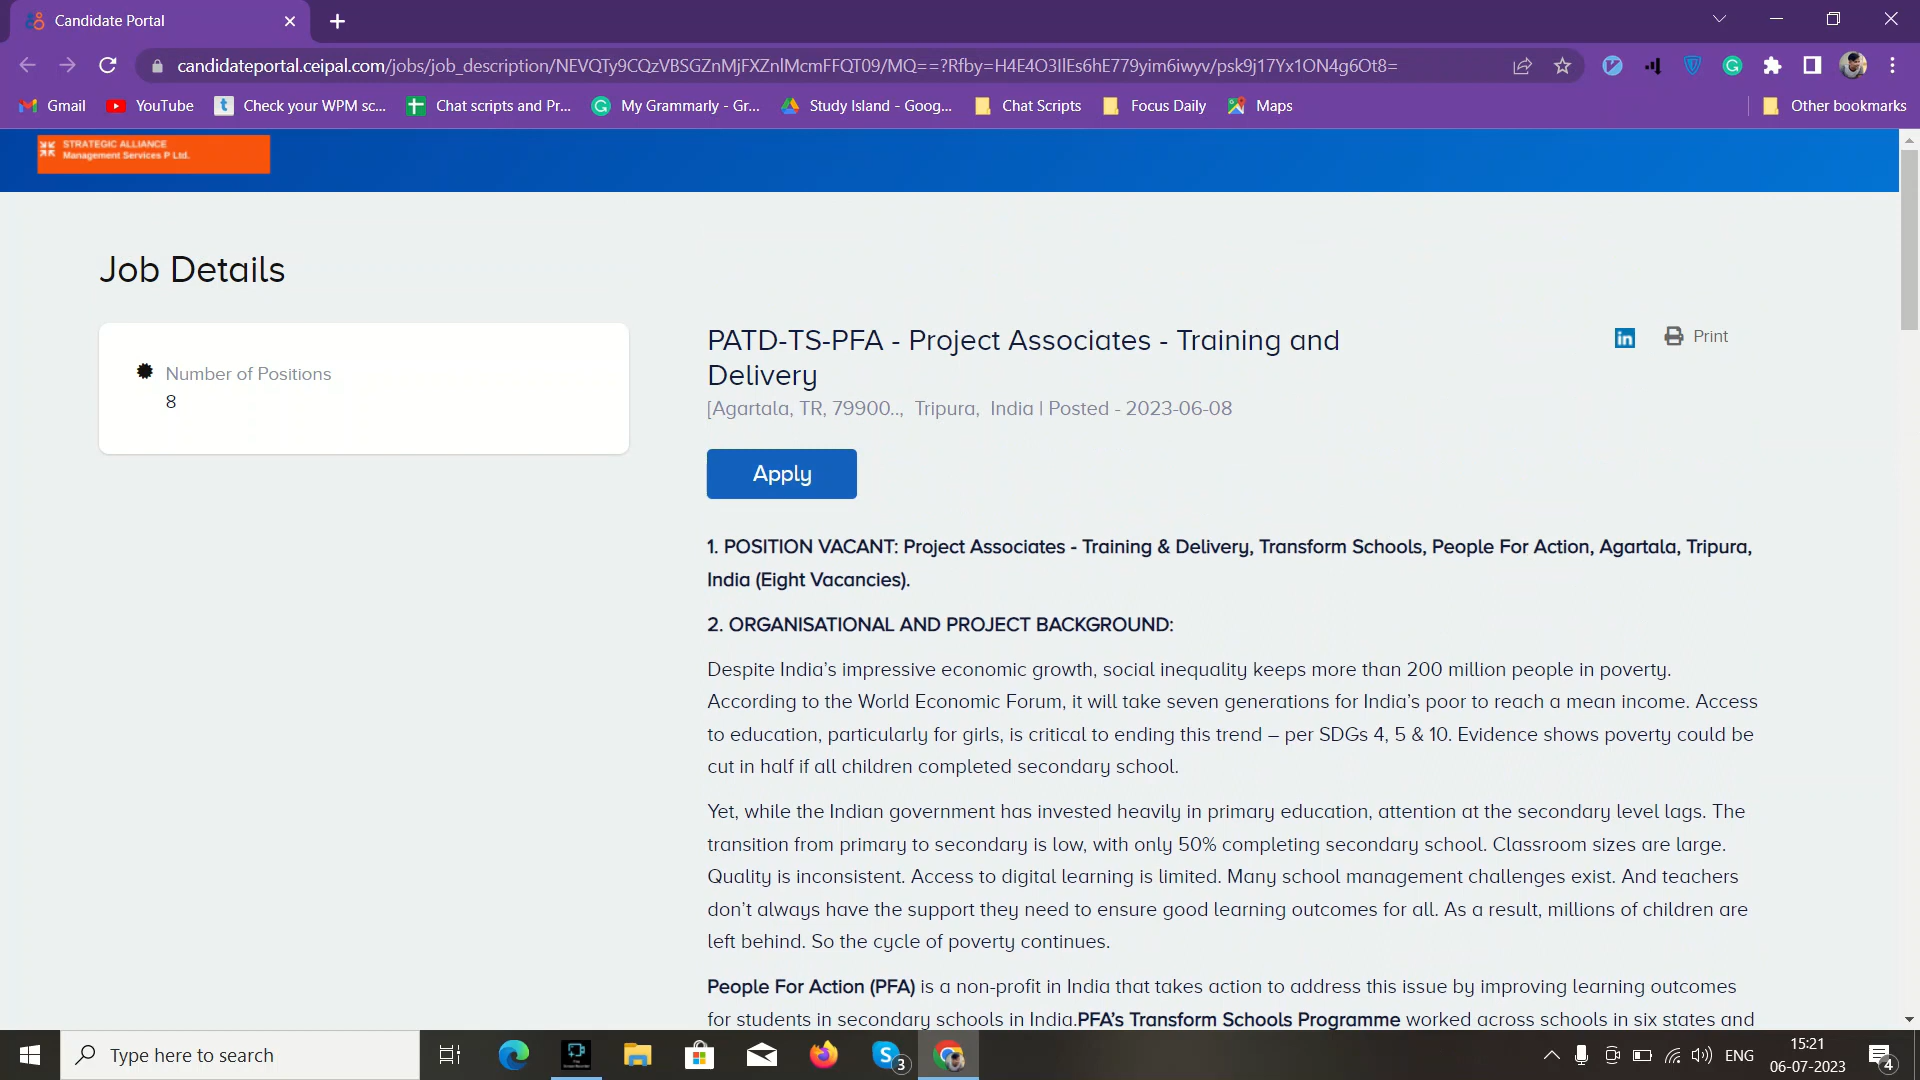 Candidate Portal
candidateportal.ceipal.com/jobs/job_description/NEVQTy9CQzVBSGZnMjFXZnlMcmFFQT09/MQ==?Rfby=H4E4O3IlEs6hE779yim6iwyv/psk9j17Yx1ON4g6Ot8=
Gmail YouTube Check your WPM sc... Chat scripts and Pr... My Grammarly - Gr... Study Island - Goog... Chat Scripts Focus Daily Maps Other bookmarks
STRATEGIC ALLIANCE
Management Services P Ltd.
Job Details
Number of Positions
8
PATD-TS-PFA - Project Associates - Training and
Delivery
[Agartala, TR, 79900.., Tripura, India | Posted - 2023-06-08
Print
Apply
1. POSITION VACANT: Project Associates - Training & Delivery, Transform Schools, People For Action, Agartala, Tripura,
India (Eight Vacancies).
2. ORGANISATIONAL AND PROJECT BACKGROUND:
Despite India’s impressive economic growth, social inequality keeps more than 200 million people in poverty.
According to the World Economic Forum, it will take seven generations for India’s poor to reach a mean income. Access
to education, particularly for girls, is critical to ending this trend – per SDGs 4, 5 & 10. Evidence shows poverty could be
cut in half if all children completed secondary school.
Yet, while the Indian government has invested heavily in primary education, attention at the secondary level lags. The
transition from primary to secondary is low, with only 50% completing secondary school. Classroom sizes are large.
Quality is inconsistent. Access to digital learning is limited. Many school management challenges exist. And teachers
don’t always have the support they need to ensure good learning outcomes for all. As a result, millions of children are
left behind. So the cycle of poverty continues.
People For Action (PFA) is a non-profit in India that takes action to address this issue by improving learning outcomes
for students in secondary schools in India.PFA’s Transform Schools Programme worked across schools in six states and
Type here to search
3
ENG
15:21
06-07-2023
4